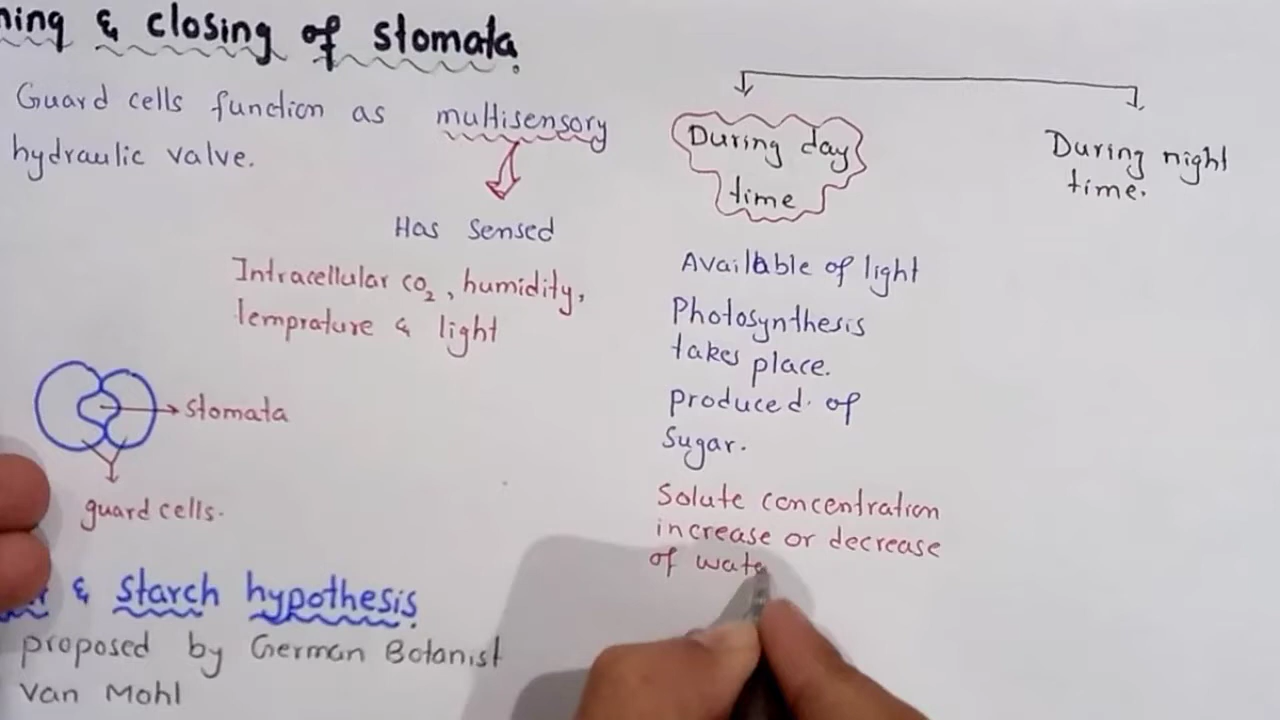 & closing of stomata.
Guard cells function as multisensory
hydraulic valve.
Has sensed
Intracellular CO2, humidity,
temprature & light
stomata
guard cells.
& starch hypothesis.
proposed by German Botanist
Van Mohl
During day
time
Available of light
Photosynthesis
takes place.
produced of
sugar.
Solute concentration
increase or decrease
of wate
During night
time.